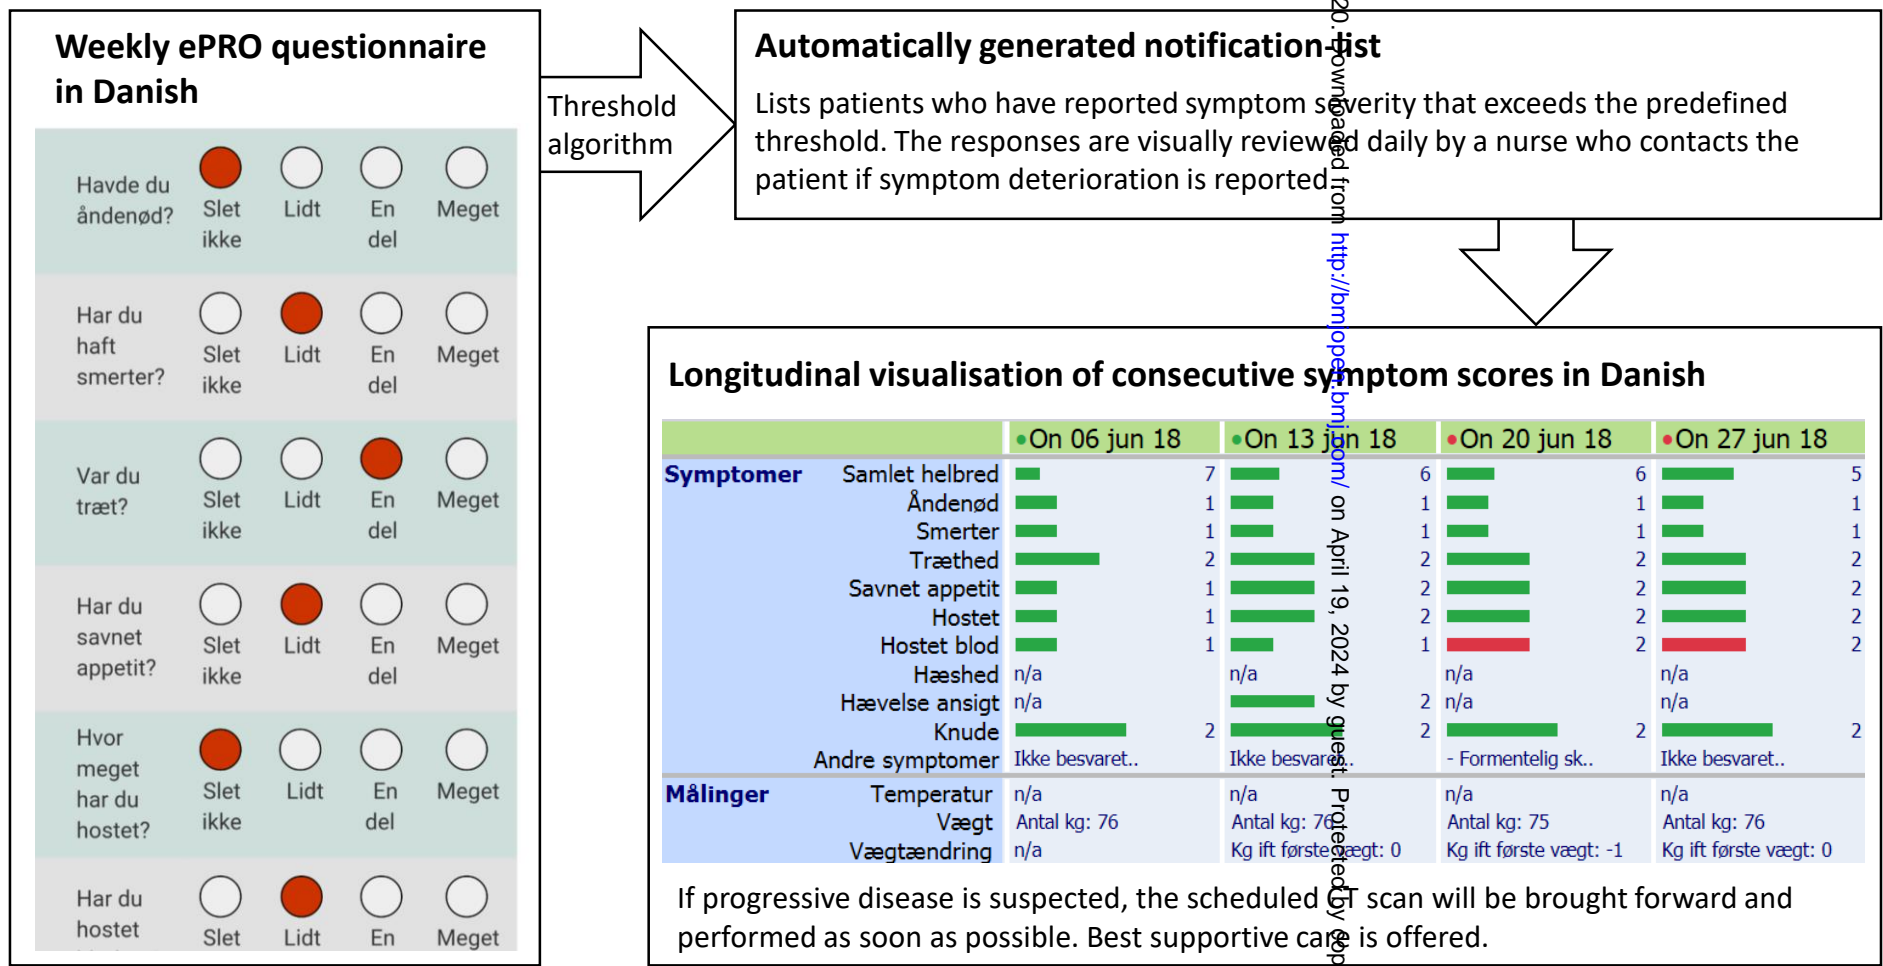 Weekly ePRO questionnaire
in Danish
Havde du
åndenød?
Slet
ikke
Lidt
En
del
Meget
Har du
haft
smerter?
Slet
ikke
Lidt
En
del
Meget
Var du
træt?
Slet
ikke
Lidt
En
del
Meget
Har du
savnet
appetit?
Slet
ikke
Lidt
En
del
Meget
Hvor
meget
har du
hostet?
Slet
ikke
Lidt
En
del
Meget
Har du
hostet
Slet
Lidt
En
Meget
Threshold
algorithm
Automatically generated notification-list
Lists patients who have reported symptom severity that exceeds the predefined
threshold. The responses are visually reviewed daily by a nurse who contacts the
patient if symptom deterioration is reported.
Longitudinal visualisation of consecutive symptom scores in Danish
On 06 jun 18 On 13 jun 18 On 20 jun 18 On 27 jun 18
Symptomer Samlet helbred 7 6 6 5
Åndenød 1 1 1 1
Smerter 1 1 1 1
Træthed 2 2 2 2
Savnet appetit 1 2 2 2
Hostet 1 2 2 2
Hostet blod 1 1 2 2
Hæshed n/a n/a n/a n/a
Hævelse ansigt n/a 2 n/a n/a
Knude 2 2 2 2
Andre symptomer Ikke besvaret.. Ikke besvaret.. - Formentelig sk.. Ikke besvaret..
Målinger Temperatur n/a n/a n/a n/a
Vægt Antal kg: 76 Antal kg: 76 Antal kg: 75 Antal kg: 76
Vægtændring n/a Kg ift første vægt: 0 Kg ift første vægt: -1 Kg ift første vægt: 0
If progressive disease is suspected, the scheduled CT scan will be brought forward and
performed as soon as possible. Best supportive care is offered.
20. Downloaded from http://bmjopen.bmj.com/ on April 19, 2024 by guest. Protected by cop